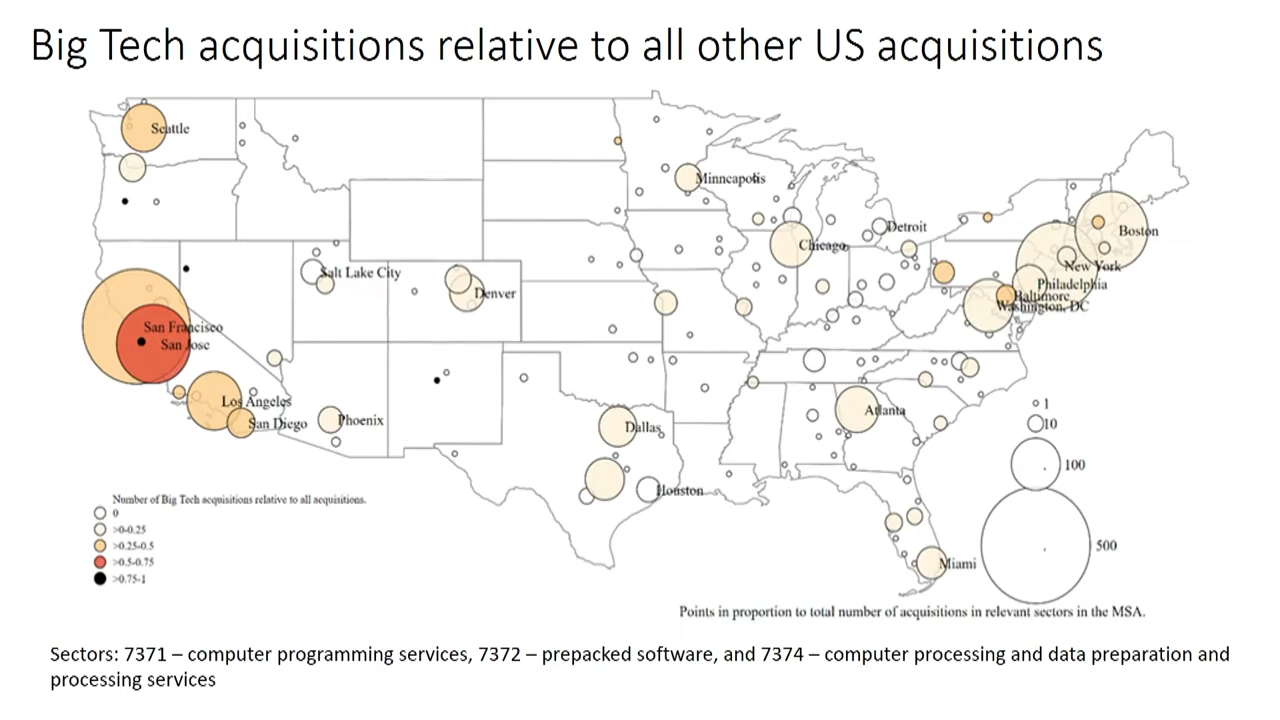 Big Tech acquisitions relative to all other US acquisitions
Seattle
Minneapolis
Detroit
Boston
Chicago
New York
Salt Lake City
Denver
Philadelphia
Baltimore
Washington, DC
San Francisco
San Jose
Los Angeles
San Diego
Phoenix
Atlanta
Dallas
Houston
Miami
1
10
100
500
Number of Big Tech acquisitions relative to all acquisitions.
0
>0-0.25
>0.25-0.5
>0.5-0.75
>0.75-1
Points in proportion to total number of acquisitions in relevant sectors in the MSA.
Sectors: 7371 – computer programming services, 7372 – prepacked software, and 7374 – computer processing and data preparation and
processing services